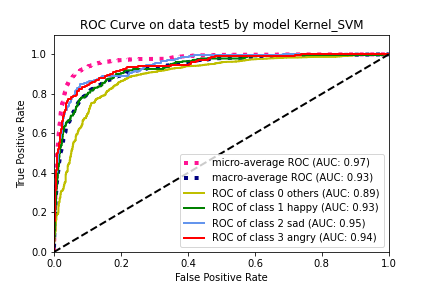 ROC Curve on data test5 by model Kernel_SVM
True Positive Rate
1.0
0.8
0.6
0.4
0.2
0.0
micro-average ROC (AUC: 0.97)
macro-average ROC (AUC: 0.93)
ROC of class 0 others (AUC: 0.89)
ROC of class 1 happy (AUC: 0.93)
ROC of class 2 sad (AUC: 0.95)
ROC of class 3 angry (AUC: 0.94)
0.0 0.2 0.4 0.6 0.8 1.0
False Positive Rate